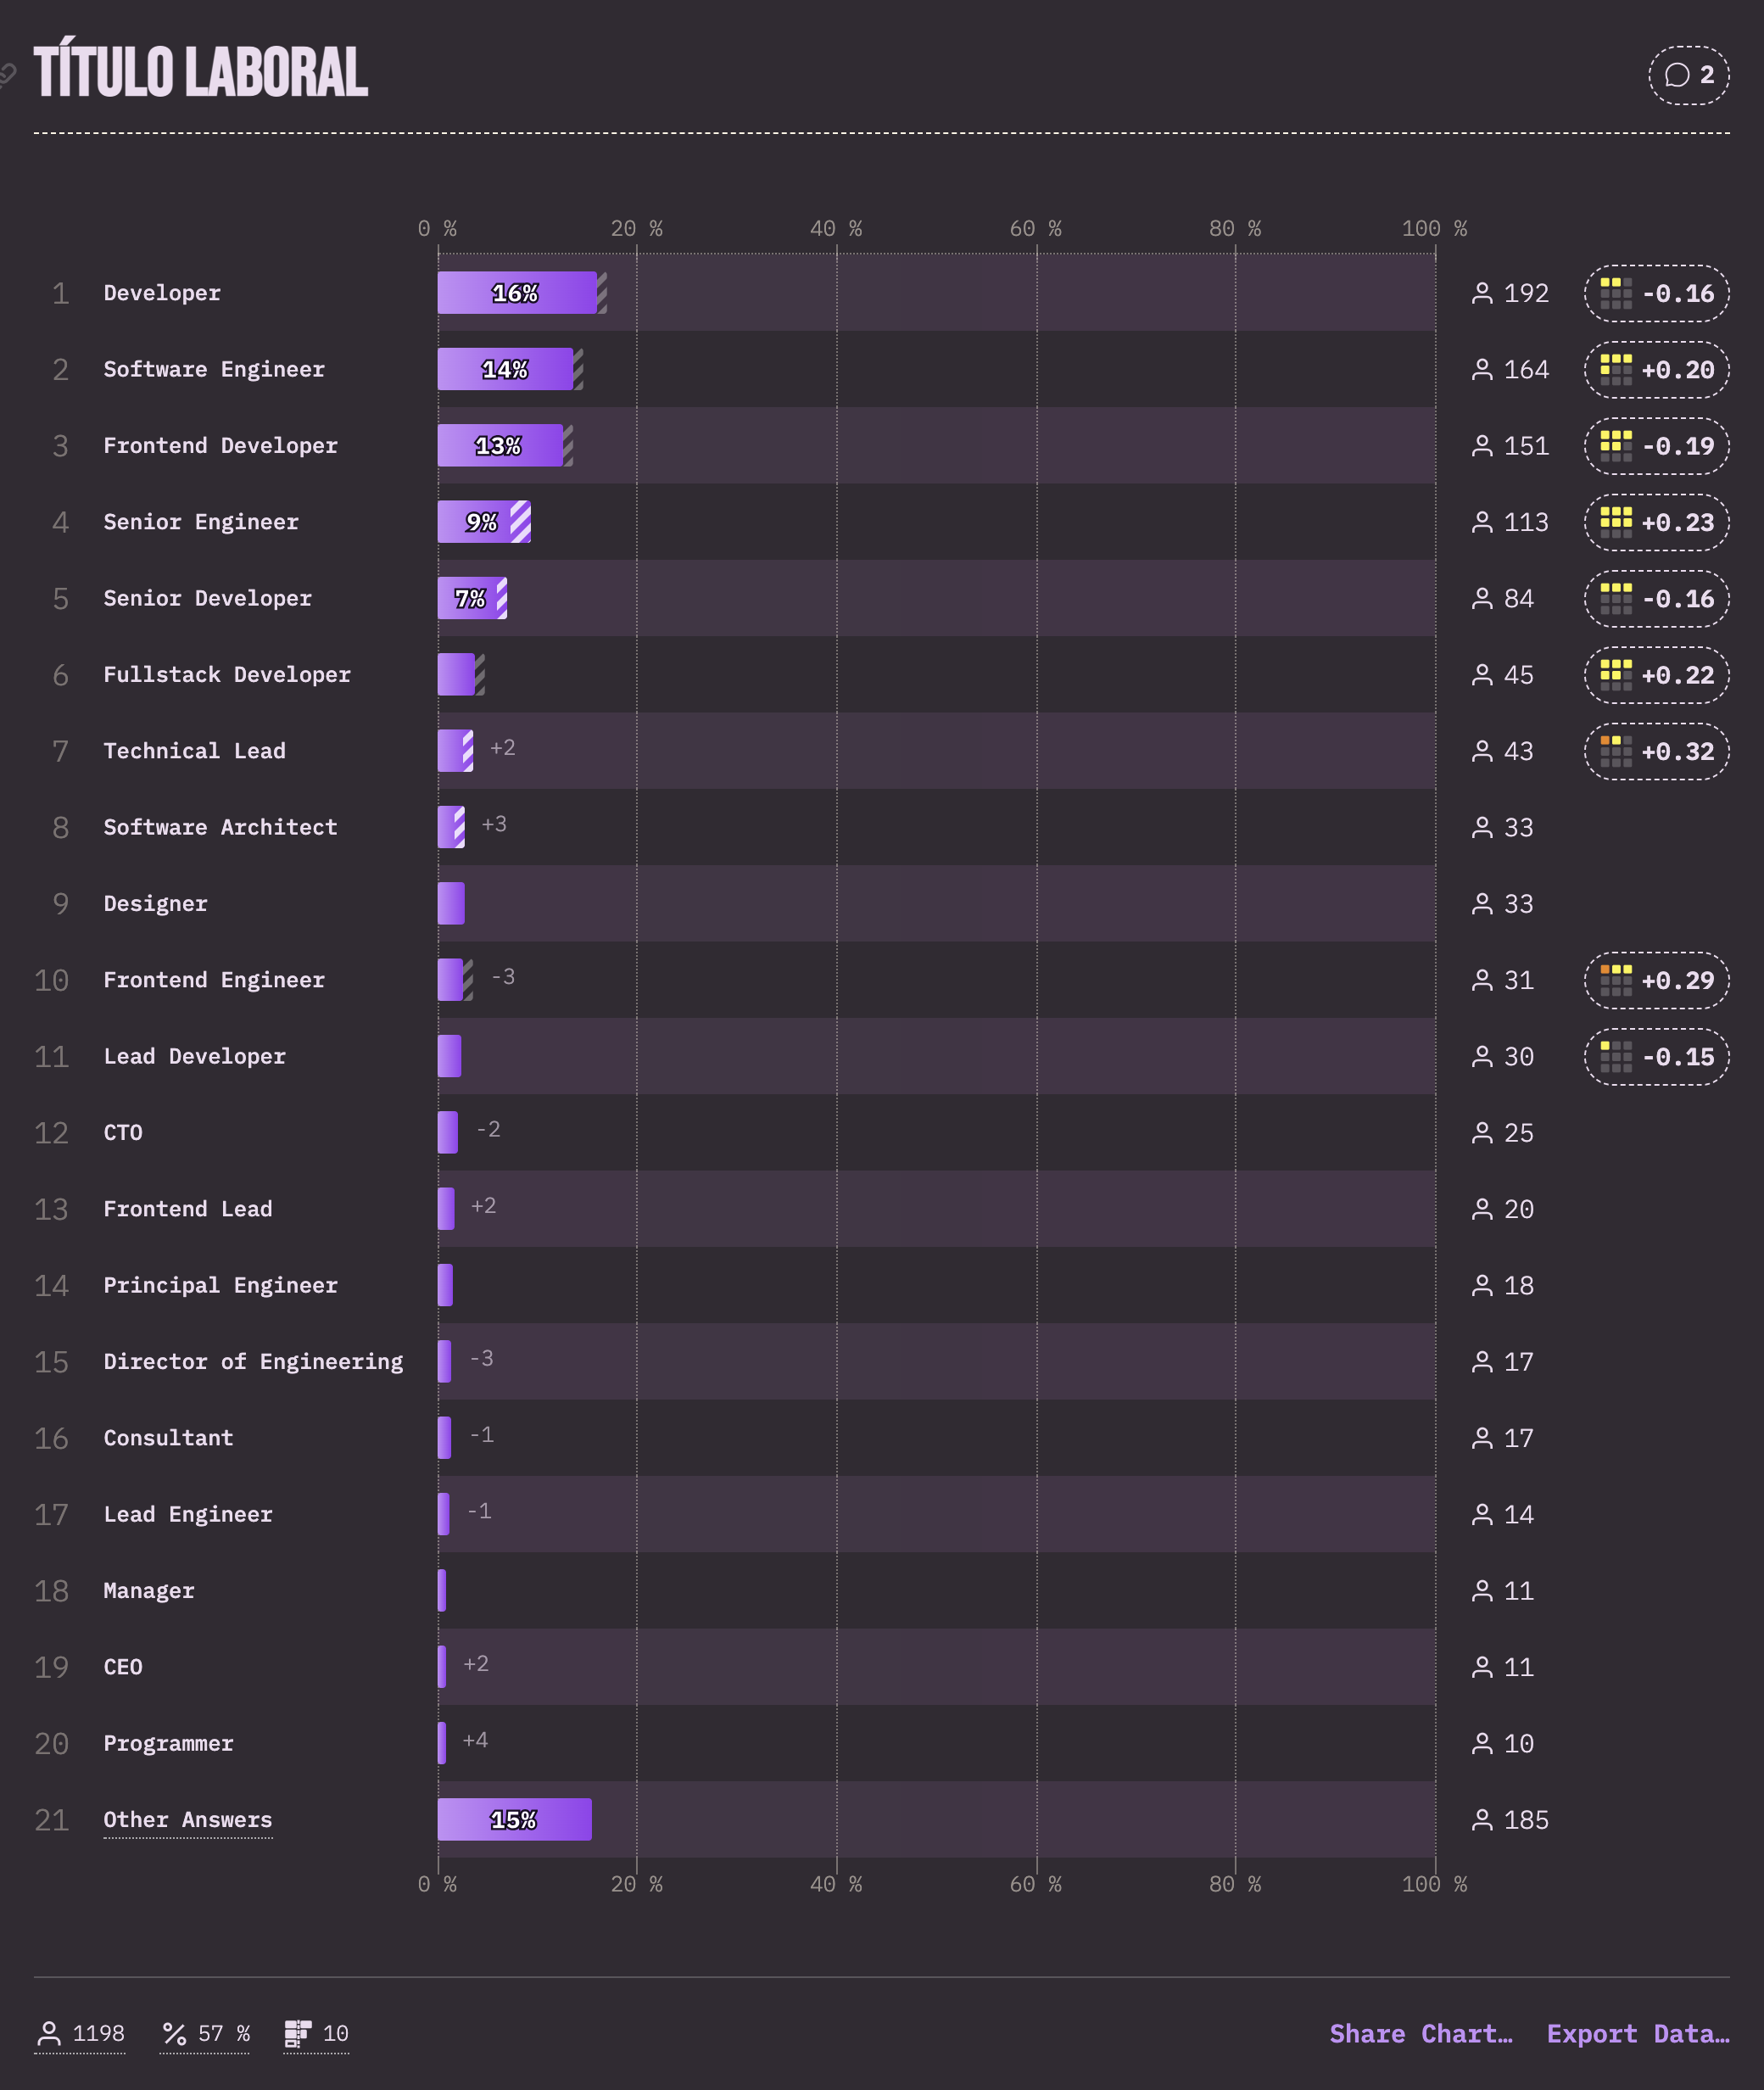 TÍTULO LABORAL
2
0 % 20 % 40 % 60 % 80 % 100 %
1 Developer 16% 192 -0.16
2 Software Engineer 14% 164 +0.20
3 Frontend Developer 13% 151 -0.19
4 Senior Engineer 9% 113 +0.23
5 Senior Developer 7% 84 -0.16
6 Fullstack Developer 45 +0.22
7 Technical Lead +2 43 +0.32
8 Software Architect +3 33
9 Designer 33
10 Frontend Engineer -3 31 +0.29
11 Lead Developer 30 -0.15
12 CTO -2 25
13 Frontend Lead +2 20
14 Principal Engineer 18
15 Director of Engineering -3 17
16 Consultant -1 17
17 Lead Engineer -1 14
18 Manager 11
19 CEO +2 11
20 Programmer +4 10
21 Other Answers 15% 185
0 % 20 % 40 % 60 % 80 % 100 %
1198 57 % 10 Share Chart… Export Data…